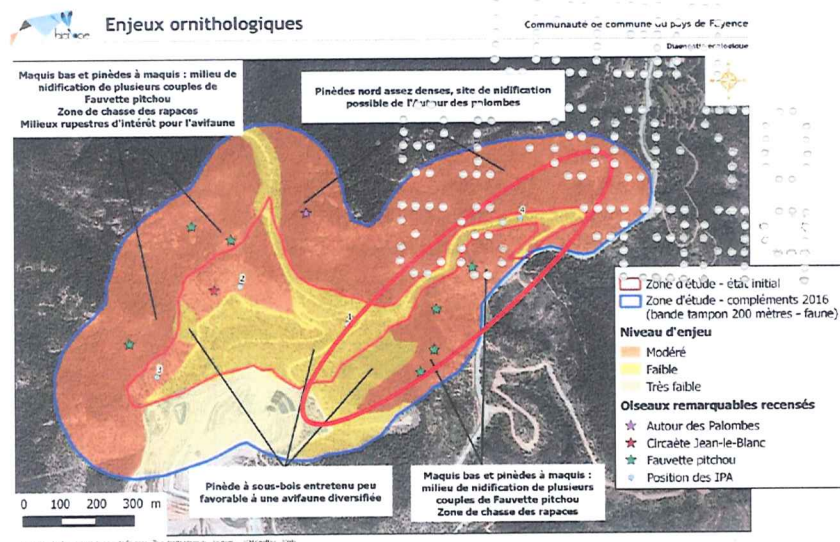 Enjeux ornithologiques
Communauté de commune du pays de Fayence
Diagnostic écologique
Maquis bas et pinèdes à maquis : milieu de
nidification de plusieurs couples de
Fauvette pitchou
Zone de chasse des rapaces
Milieux rupestres d'intérêt pour l'avifaune
Pinèdes nord assez denses, site de nidification
possible de l'Autour des palombes
4
2
3
Zone d'étude - état initial
Zone d'étude - compléments 2016
(bande tampon 200 mètres - faune)
Niveau d'enjeu
Modéré
Faible
Très faible
Oiseaux remarquables recensés
Autour des Palombes
Circaète Jean-le-Blanc
Fauvette pitchou
Position des IPA
Pinède à sous-bois entretenu peu
favorable à une avifaune diversifiée
Maquis bas et pinèdes à maquis :
milieu de nidification de plusieurs
couples de Fauvette pitchou
Zone de chasse des rapaces
0 100 200 300 m